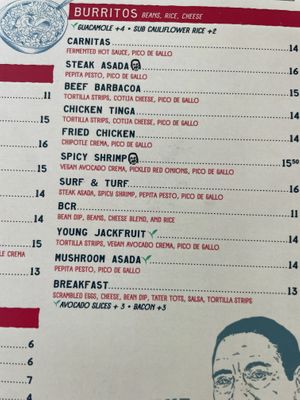 BURRITOS BEAMS, RICE, CHEESE
✓GUACAMOLE +4 • SUB CAULIFLOWER RICE +2
CARNITAS 14
FERMENTED HOT SAUCE, PICO DE GALLO
STEAK ASADA 14
PEPITA PESTO, PICO DE GALLO
11 BEEF BARBACOA 14
TORTILLA STRIPS, COTIJA CHEESE, PICO DE GALLO
15 CHICKEN TINGA 14
TORTILLA STRIPS, COTIJA CHEESE, PICO DE GALLO
16 FRIED CHICKEN 14
CHIPOTLE CREMA, PICO DE GALLO
15 SPICY SHRIMP 15
VEGAN AVOCADO CREMA, PICKLED RED ONIONS, PICO DE GALLO
14 SURF & TURF 16
STEAK ASADA, SPICY SHRIMP, PEPITA PESTO, PICO DE GALLO
BCR 11
BEAN DIP, BEANS, CHEESE BLEND, AND RICE
15 YOUNG JACKFRUIT✓ 14
LE CREMA TORTILLA STRIPS, VEGAN AVOCADO CREMA, PICO DE GALLO
13 MUSHROOM ASADA✓ 14
PEPITA PESTO, PICO DE GALLO
BREAKFAST 13
SCRAMBLED EGGS, CHEESE, BEAN DIP, TATER TOTS, SALSA, TORTILLA STRIPS
✓AVOCADO SLICES + 3 • BACON +3
6
6
7
4